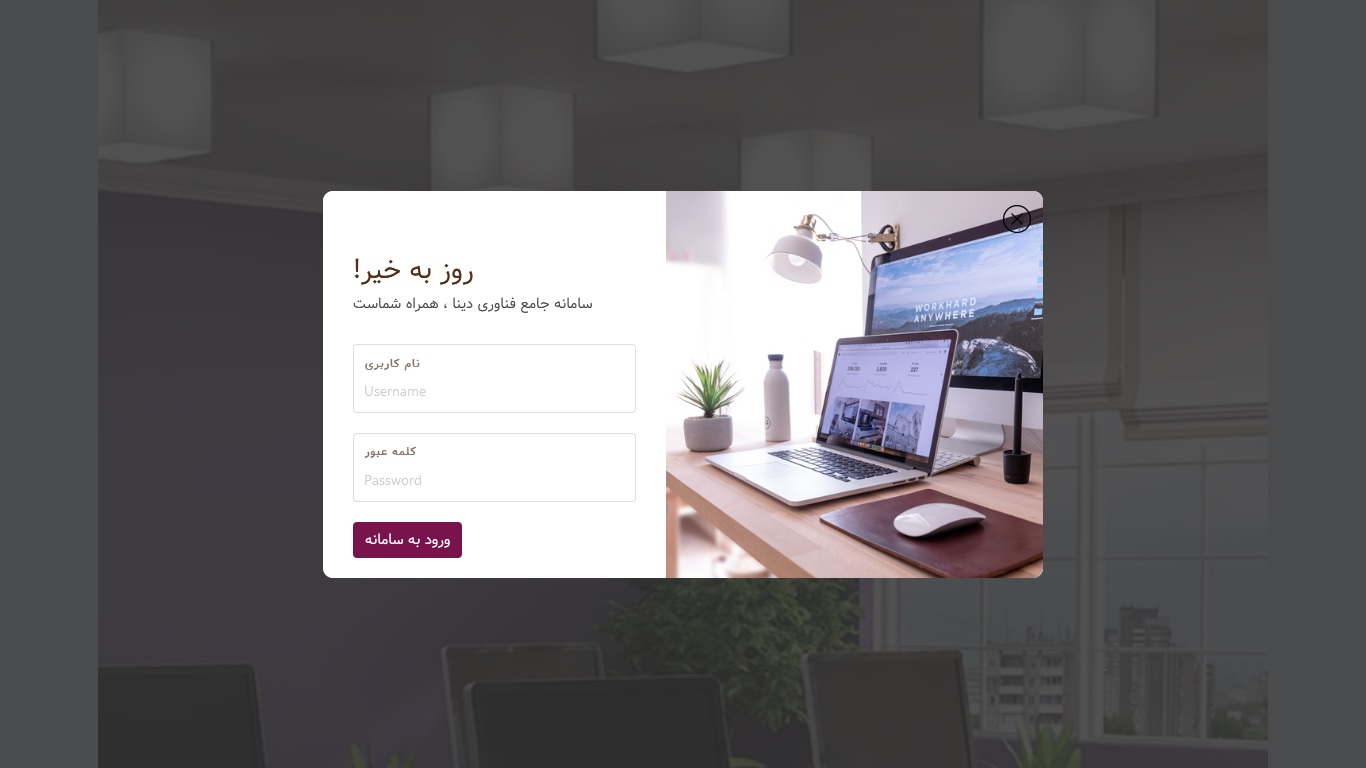 روز به خیر!
سامانه جامع فناوری دینا ، همراه شماست
نام کاربری
Username
کلمه عبور
Password
ورود به سامانه
WORKHARD
ANYWHERE